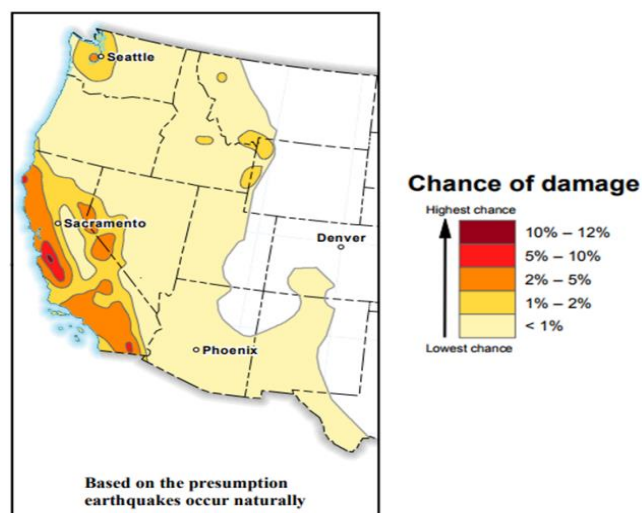 Seattle
Sacramento
Denver
Phoenix
Based on the presumption
earthquakes occur naturally
Chance of damage
Highest chance
10% – 12%
5% – 10%
2% – 5%
1% – 2%
< 1%
Lowest chance